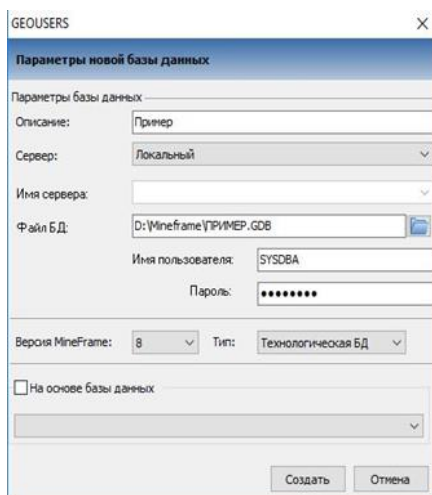 GEOUSERS
Параметры новой базы данных
Параметры базы данных
Описание: Пример
Сервер: Локальный
Имя сервера:
Файл БД: D:\Mineframe\ПРИМЕР.GDB
Имя пользователя: SYSDBA
Пароль: ••••••••
Версия MineFrame: 8 Тип: Технологическая БД
На основе базы данных
Создать Отмена